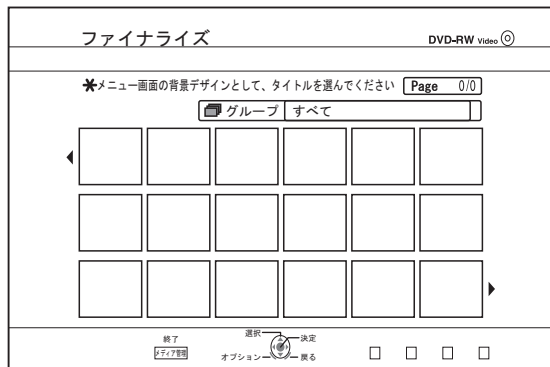 ファイナライズ
DVD-RW Video
メニュー画面の背景デザインとして、タイトルを選んでください
Page 0/0
グループ すべて
終了
メディア管理
選択
決定
オプション
戻る